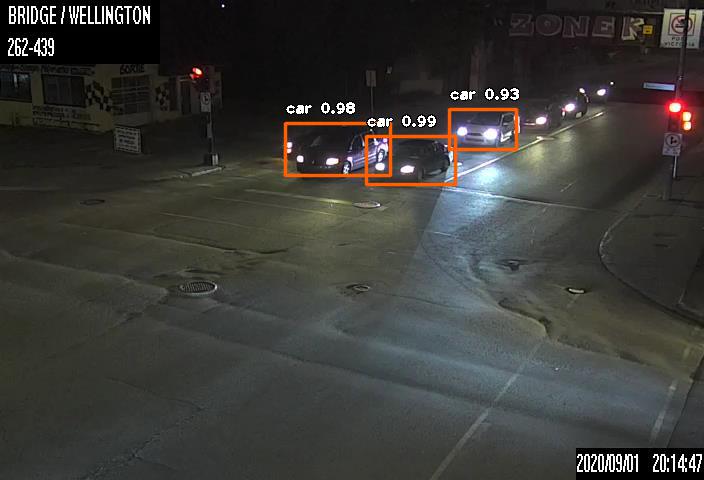 BRIDGE / WELLINGTON
262-439
ZONEK
car 0.98
car 0.99
car 0.93
2020/09/01 20:14:47